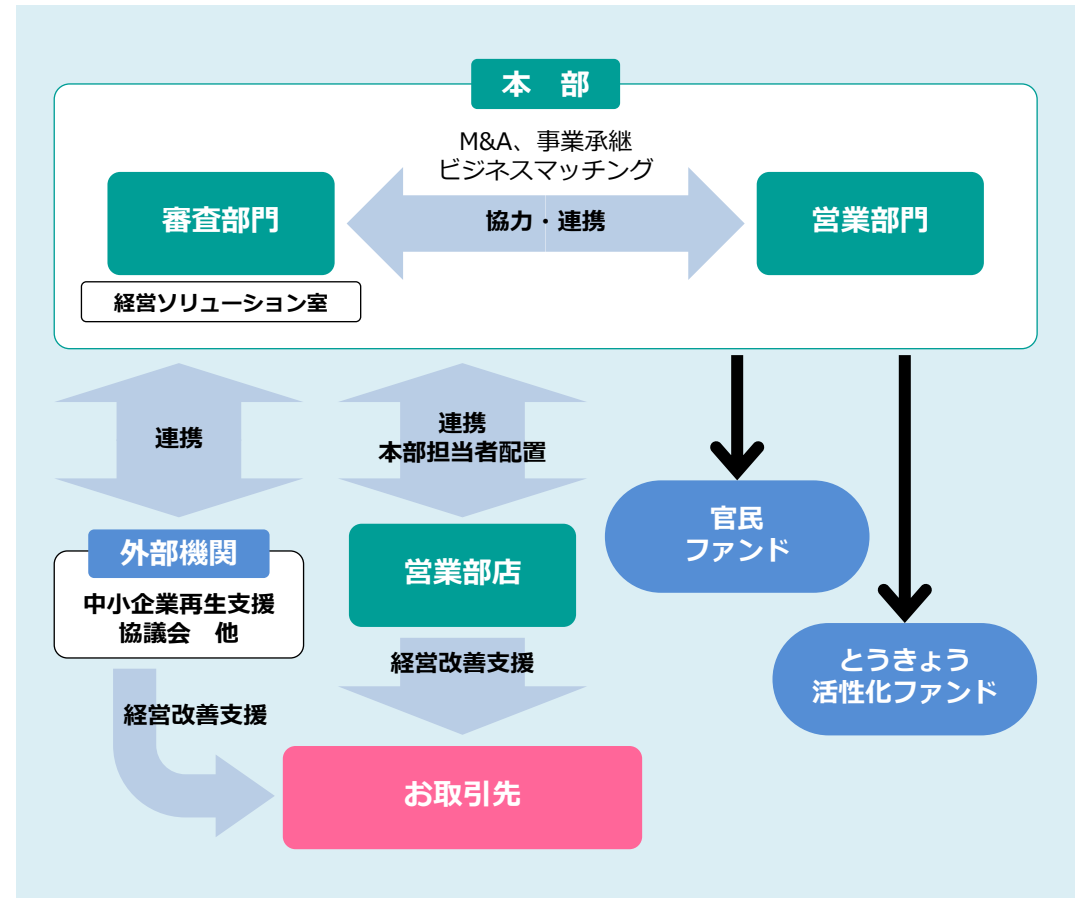 本　部
M&A、事業承継
ビジネスマッチング
審査部門
協力・連携
営業部門
経営ソリューション室
連携
連携
本部担当者配置
官民
ファンド
外部機関
中小企業再生支援
協議会　他
営業部店
とうきょう
活性化ファンド
経営改善支援
経営改善支援
お取引先